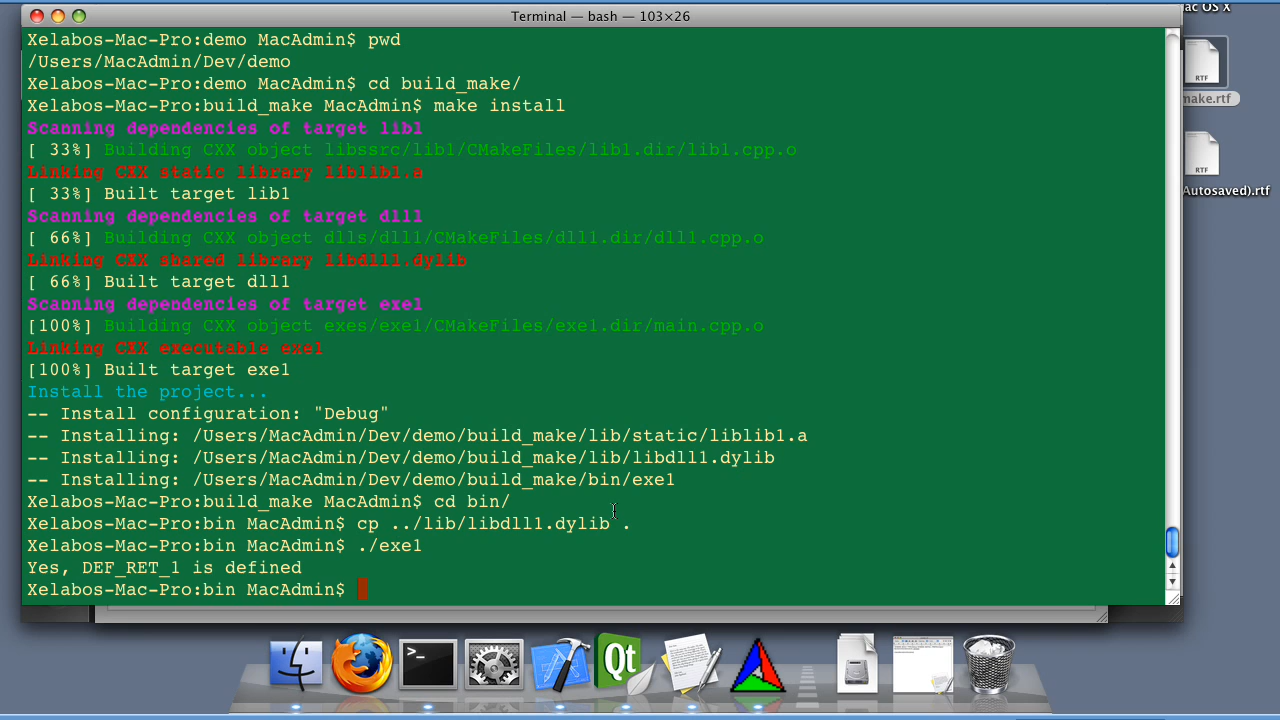 Terminal — bash — 103×26
Xelabos-Mac-Pro:demo MacAdmin$ pwd
/Users/MacAdmin/Dev/demo
Xelabos-Mac-Pro:demo MacAdmin$ cd build_make/
Xelabos-Mac-Pro:build_make MacAdmin$ make install
Scanning dependencies of target lib1
[ 33%] Building CXX object libssrc/lib1/CMakeFiles/lib1.dir/lib1.cpp.o
Linking CXX static library liblib1.a
[ 33%] Built target lib1
Scanning dependencies of target dll1
[ 66%] Building CXX object dlls/dll1/CMakeFiles/dll1.dir/dll1.cpp.o
Linking CXX shared library libdll1.dylib
[ 66%] Built target dll1
Scanning dependencies of target exe1
[100%] Building CXX object exes/exe1/CMakeFiles/exe1.dir/main.cpp.o
Linking CXX executable exe1
[100%] Built target exe1
Install the project...
-- Install configuration: "Debug"
-- Installing: /Users/MacAdmin/Dev/demo/build_make/lib/static/liblib1.a
-- Installing: /Users/MacAdmin/Dev/demo/build_make/lib/libdll1.dylib
-- Installing: /Users/MacAdmin/Dev/demo/build_make/bin/exe1
Xelabos-Mac-Pro:build_make MacAdmin$ cd bin/
Xelabos-Mac-Pro:bin MacAdmin$ cp ../lib/libdll1.dylib .
Xelabos-Mac-Pro:bin MacAdmin$ ./exe1
Yes, DEF_RET_1 is defined
Xelabos-Mac-Pro:bin MacAdmin$
ac OS X
RTF
make.rtf
RTF
Autosaved).rtf
>_
Qt